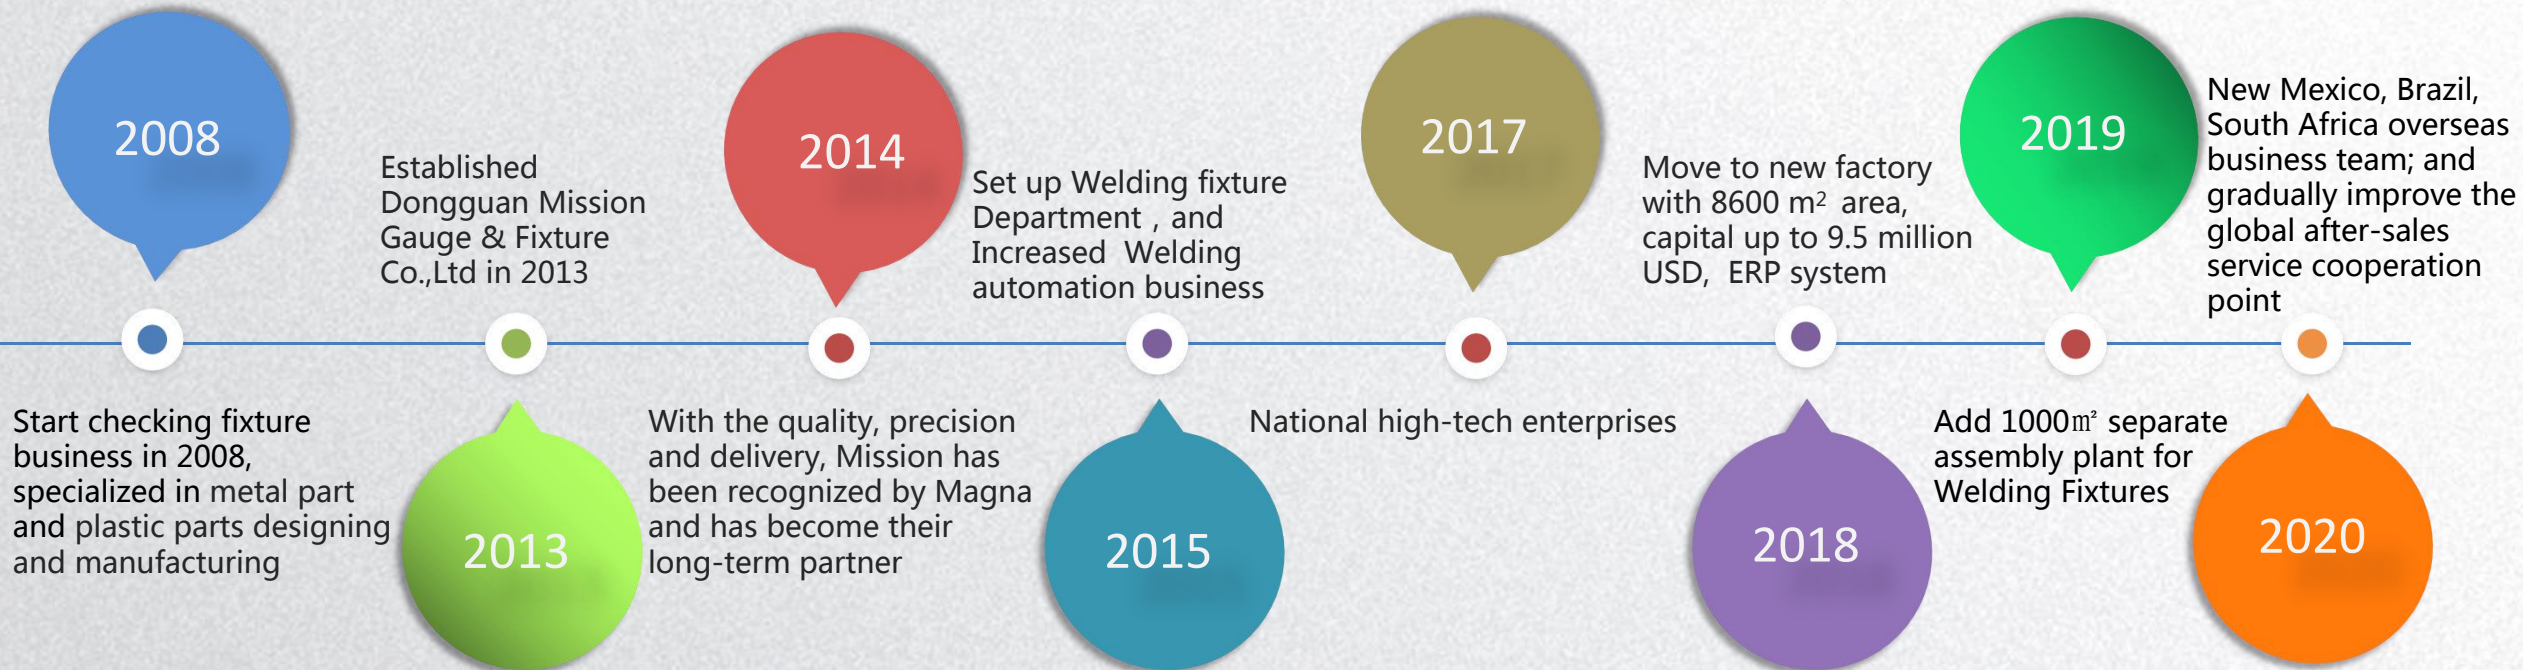 2008
Start checking fixture
business in 2008,
specialized in metal part
and plastic parts designing
and manufacturing
Established
Dongguan Mission
Gauge & Fixture
Co.,Ltd in 2013
2013
2014
With the quality, precision
and delivery, Mission has
been recognized by Magna
and has become their
long-term partner
Set up Welding fixture
Department , and
Increased  Welding
automation business
2015
2017
National high-tech enterprises
Move to new factory
with 8600 m²  area,
capital up to 9.5 million
USD,  ERP system
2018
2019
Add 1000㎡ separate
assembly plant for
Welding Fixtures
New Mexico, Brazil,
South Africa overseas
business team; and
gradually improve the
global after-sales
service cooperation
point
2020